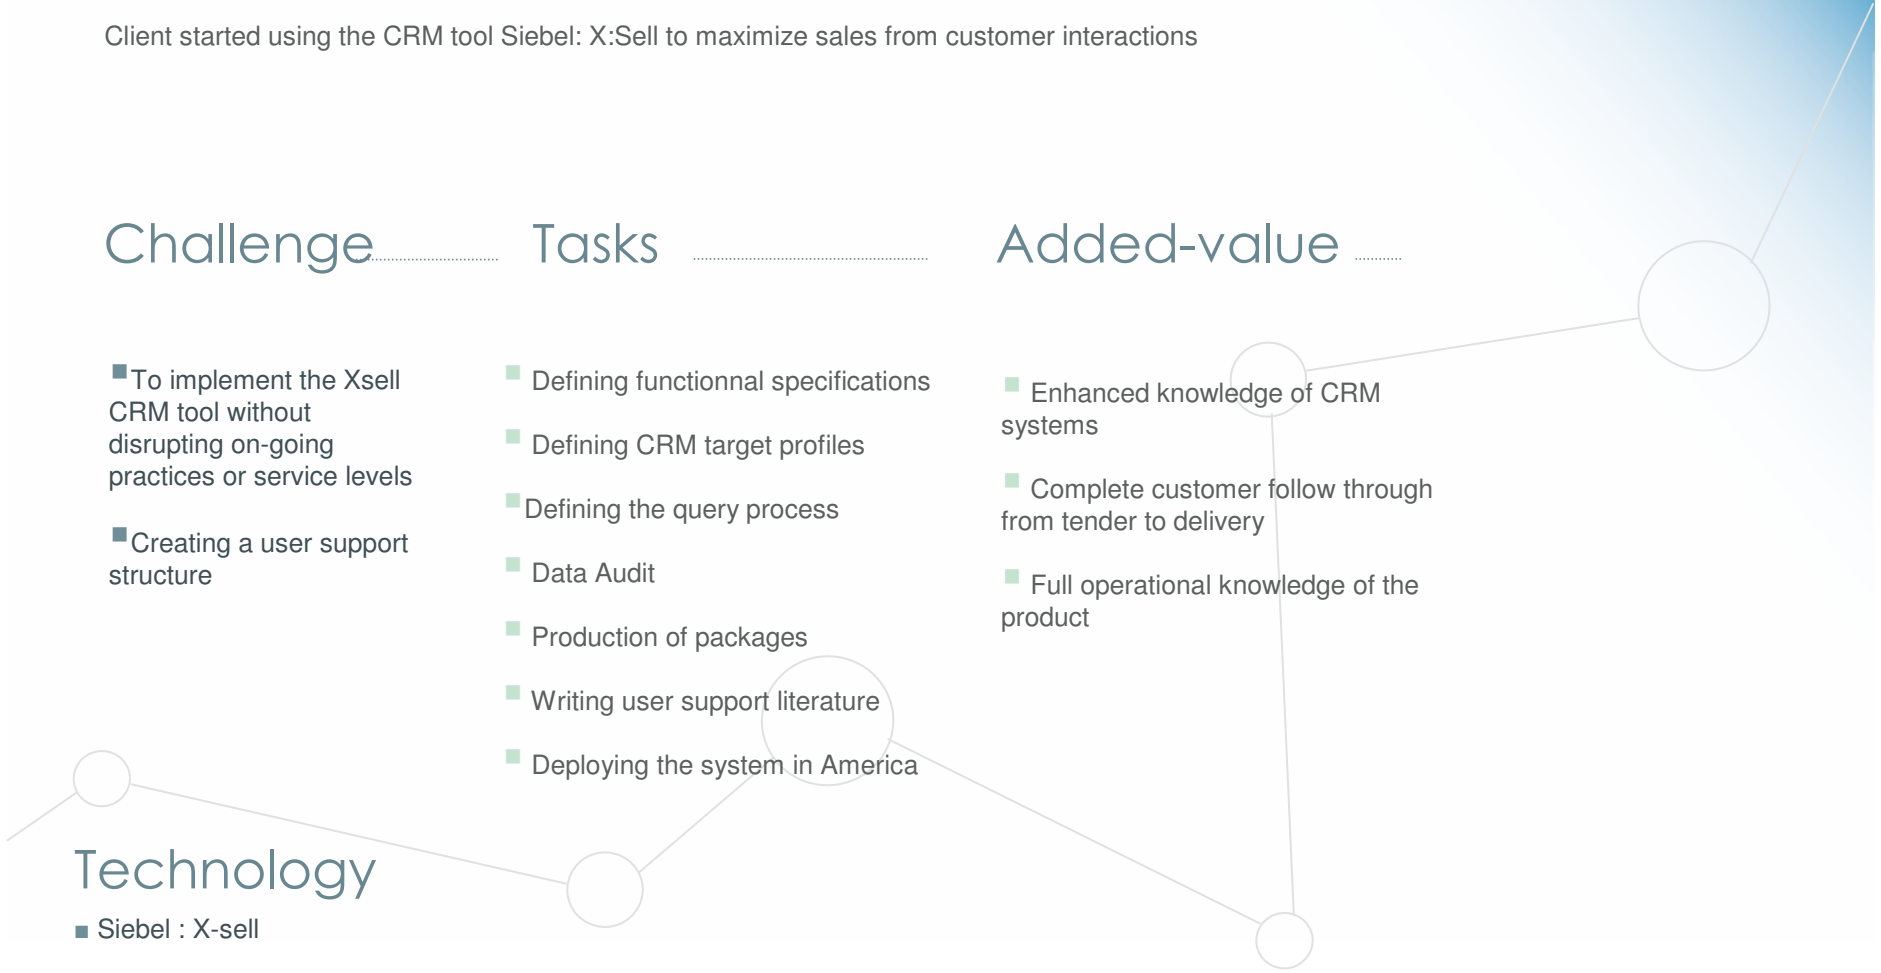 Client started using the CRM tool Siebel: X:Sell to maximize sales from customer interactions
Challenge
▪To implement the Xsell
CRM tool without
disrupting on-going
practices or service levels
▪Creating a user support
structure
Tasks
▪ Defining functionnal specifications
▪ Defining CRM target profiles
▪Defining the query process
▪ Data Audit
▪ Production of packages
▪ Writing user support literature
▪ Deploying the system in America
Added-value
▪ Enhanced knowledge of CRM
systems
▪ Complete customer follow through
from tender to delivery
▪ Full operational knowledge of the
product
Technology
▪ Siebel : X-sell